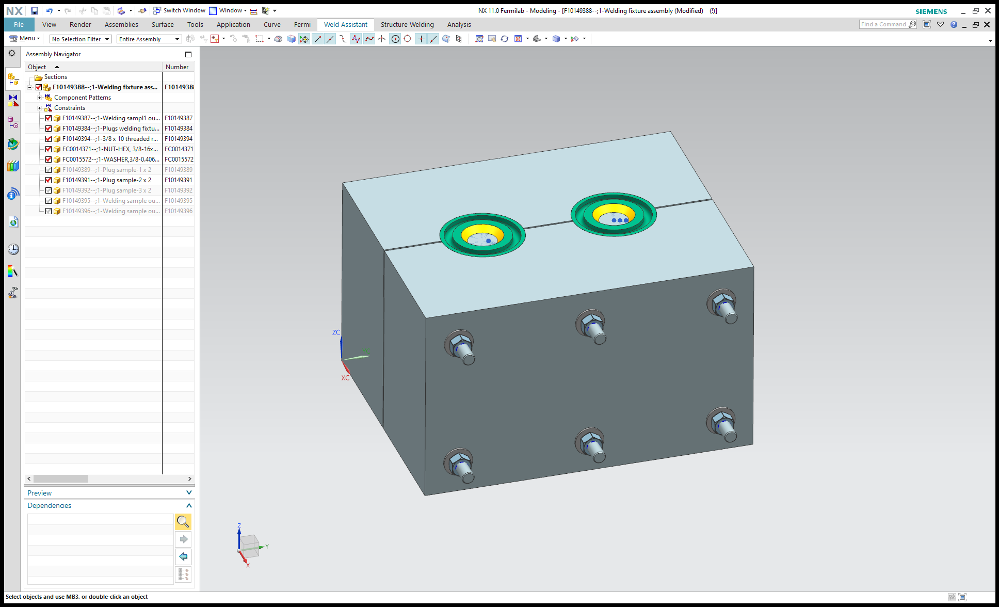 NX
Switch Window
Window
NX 11.0 Fermilab - Modeling - [F10149388--;1-Welding fixture assembly (Modified) (!)]
SIEMENS
File
View
Render
Assemblies
Surface
Tools
Application
Curve
Fermi
Weld Assistant
Structure Welding
Analysis
Find a Command
Menu
No Selection Filter
Entire Assembly
Assembly Navigator
Object
Number
Sections
F10149388--;1-Welding fixture ass...
F10149388
Component Patterns
Constraints
F10149387--;1-Welding sampl1 ou...
F10149387
F10149384--;1-Plugs welding fixtu...
F10149384
F10149394--;1-3/8 x 10 threaded r...
F10149394
FC0014371--;1-NUT-HEX, 3/8-16x...
FC0014371
FC0015572--;1-WASHER,3/8-0.406...
FC0015572
F10149389--;1-Plug sample-1 x 2
F10149389
F10149391--;1-Plug sample-2 x 2
F10149391
F10149392--;1-Plug sample-3 x 2
F10149392
F10149395--;1-Welding sample ou...
F10149395
F10149396--;1-Welding sample ou...
F10149396
ZC
XC
Preview
Dependencies
Z
Y
X
Select objects and use MB3, or double-click an object